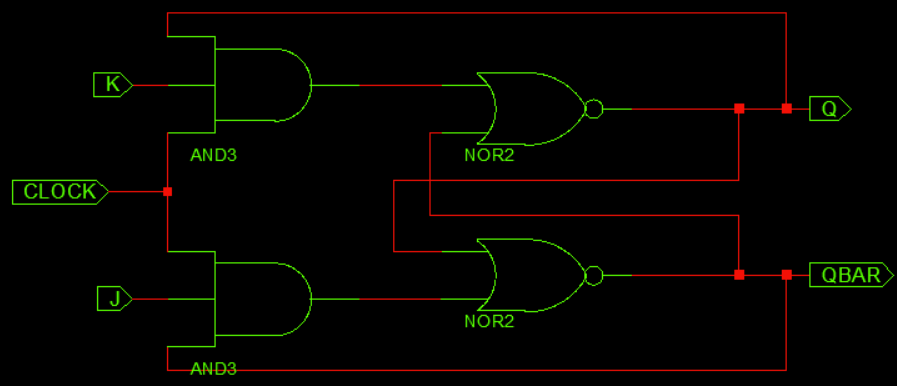 K
AND3
NOR2
Q
CLOCK
J
AND3
NOR2
QBAR